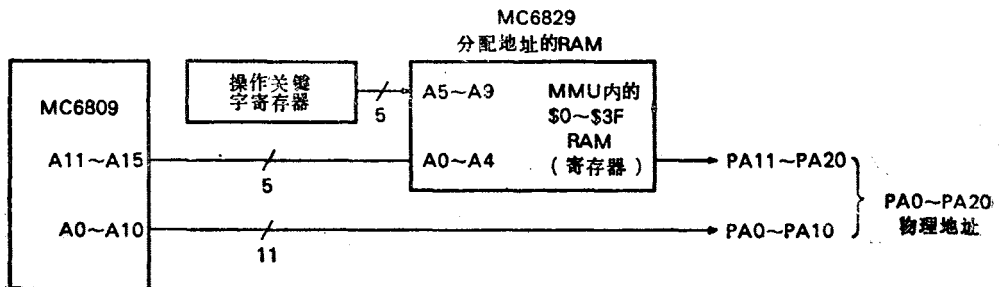 MC6829
分配地址的RAM
操作关键
字寄存器
MC6809
A5～A9
MMU内的
$0～$3F
RAM
（寄存器）
5
A11～A15
A0～A4
PA11～PA20
5
PA0～PA20
物理地址
A0～A10
PA0～PA10
11